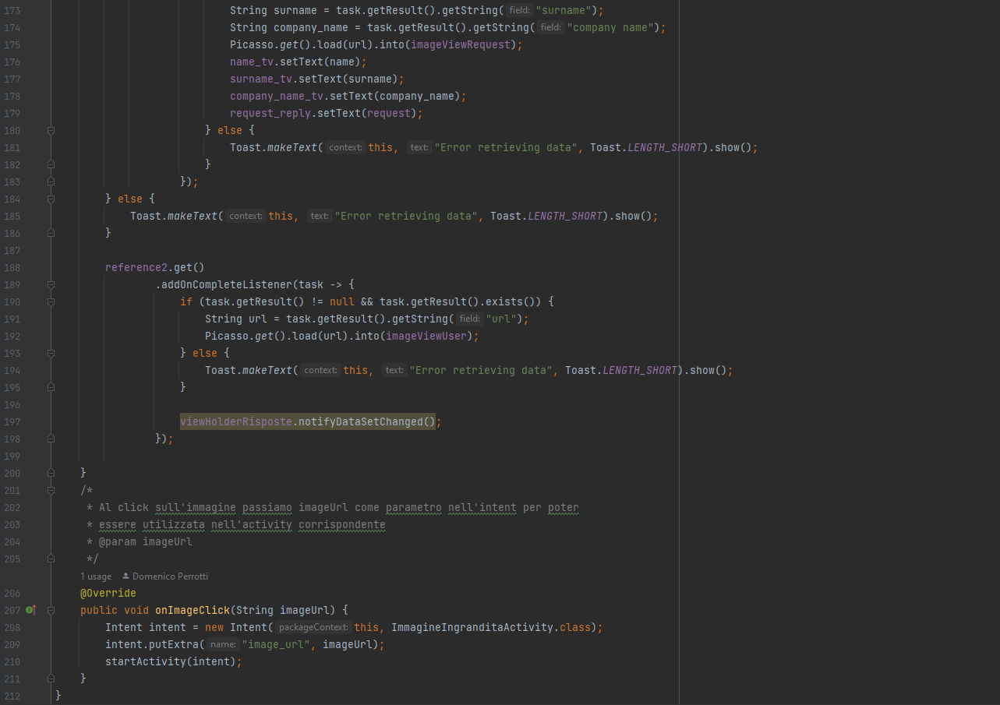 173 String surname = task.getResult().getString( field: "surname");
174 String company_name = task.getResult().getString( field: "company name");
175 Picasso.get().load(url).into(imageViewRequest);
176 name_tv.setText(name);
177 surname_tv.setText(surname);
178 company_name_tv.setText(company_name);
179 request_reply.setText(request);
180 } else {
181 Toast.makeText( context: this, text: "Error retrieving data", Toast.LENGTH_SHORT).show();
182 }
183 });
184 } else {
185 Toast.makeText( context: this, text: "Error retrieving data", Toast.LENGTH_SHORT).show();
186 }
187
188 reference2.get()
189 .addOnCompleteListener(task -> {
190 if (task.getResult() != null && task.getResult().exists()) {
191 String url = task.getResult().getString( field: "url");
192 Picasso.get().load(url).into(imageViewUser);
193 } else {
194 Toast.makeText( context: this, text: "Error retrieving data", Toast.LENGTH_SHORT).show();
195 }
196
197 viewHolderRisposte.notifyDataSetChanged();
198 });
199
200 }
201 /*
202 * Al click sull'immagine passiamo imageUrl come parametro nell'intent per poter
203 * essere utilizzata nell'activity corrispondente
204 * @param imageUrl
205 */
1 usage Domenico Perrotti
206 @Override
207 public void onImageClick(String imageUrl) {
208 Intent intent = new Intent( packageContext: this, ImmagineIngranditaActivity.class);
209 intent.putExtra( name: "image_url", imageUrl);
210 startActivity(intent);
211 }
212 }